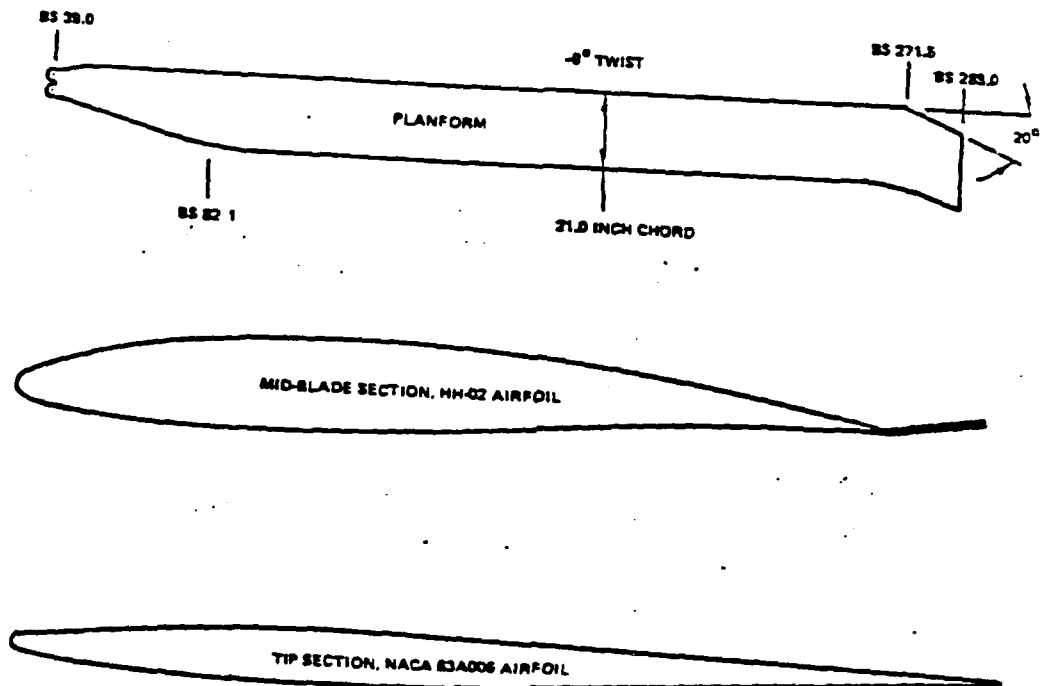 BS 39.0
-9° TWIST
BS 271.5
BS 283.0
PLANFORM
20°
BS 82 1
21.0 INCH CHORD
MID-BLADE SECTION, HH-02 AIRFOIL
TIP SECTION, NACA 63A006 AIRFOIL